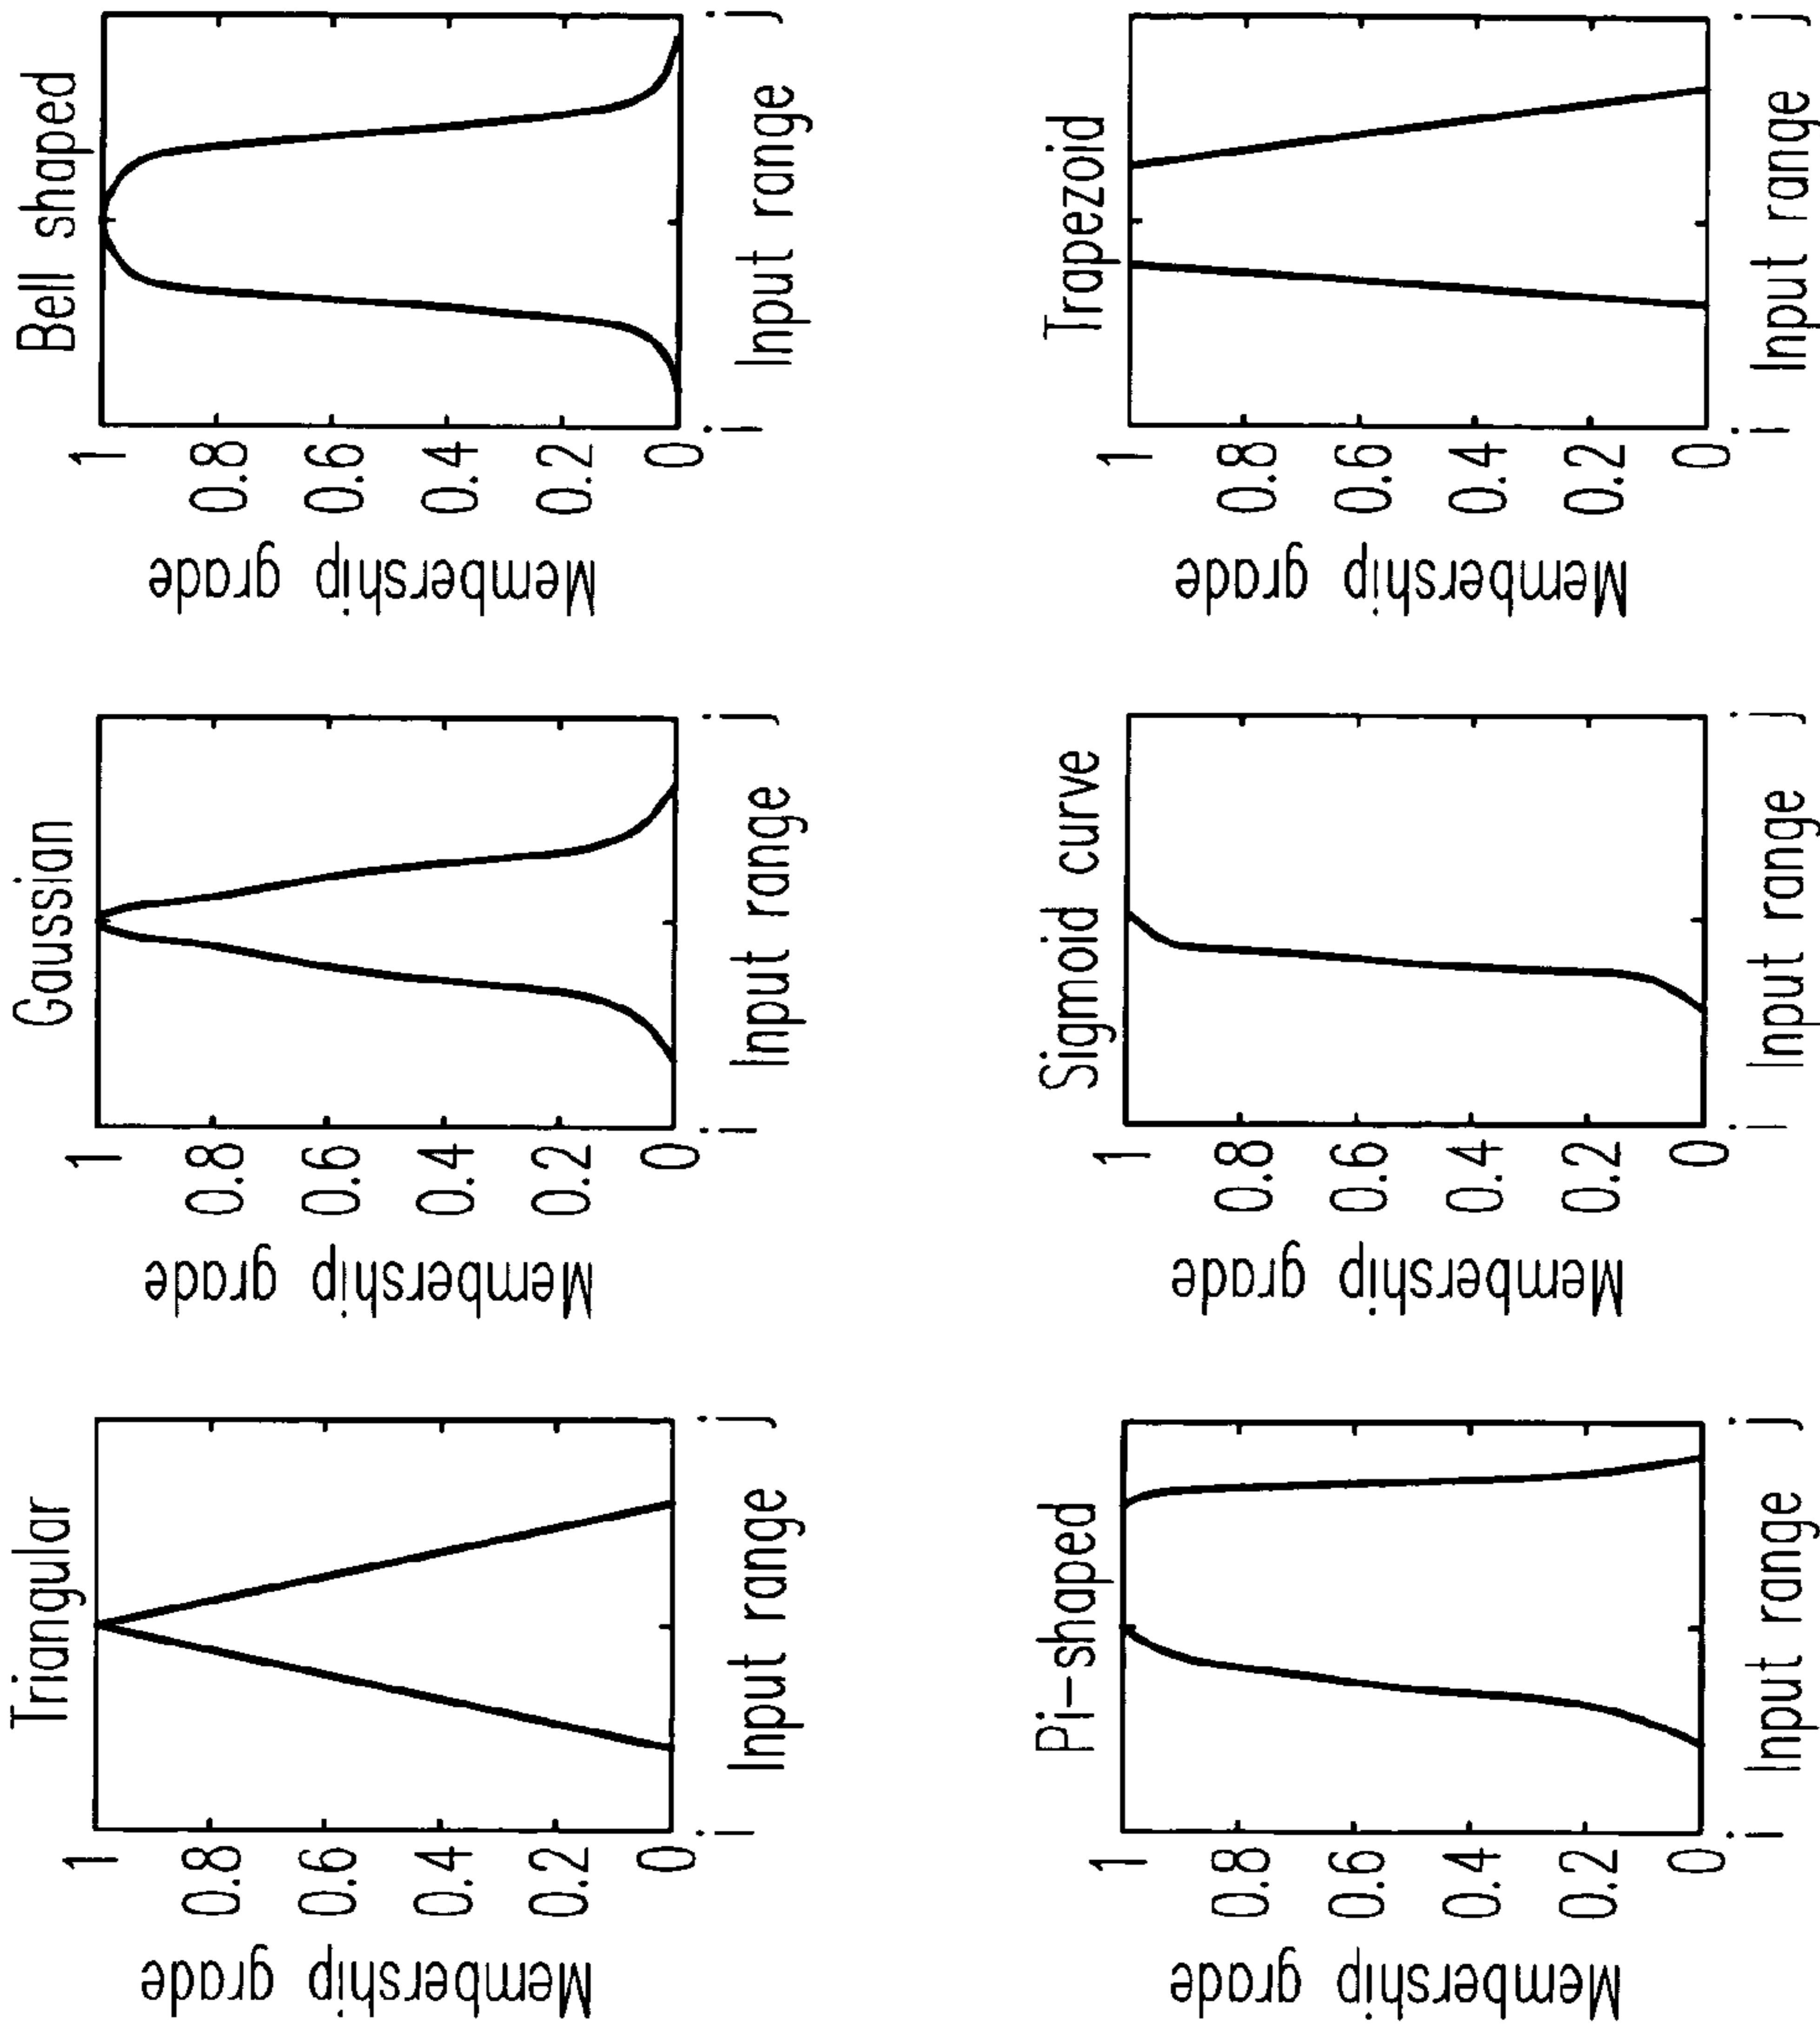 Triangular
Membership grade
1
0.8
0.6
0.4
0.2
0
i
j
Input range
Gaussian
Membership grade
1
0.8
0.6
0.4
0.2
0
i
j
Input range
Bell shaped
Membership grade
1
0.8
0.6
0.4
0.2
0
i
j
Input range
Pi-shaped
Membership grade
1
0.8
0.6
0.4
0.2
0
i
j
Input range
Sigmoid curve
Membership grade
1
0.8
0.6
0.4
0.2
0
i
j
Input range
Trapezoid
Membership grade
1
0.8
0.6
0.4
0.2
0
i
j
Input range